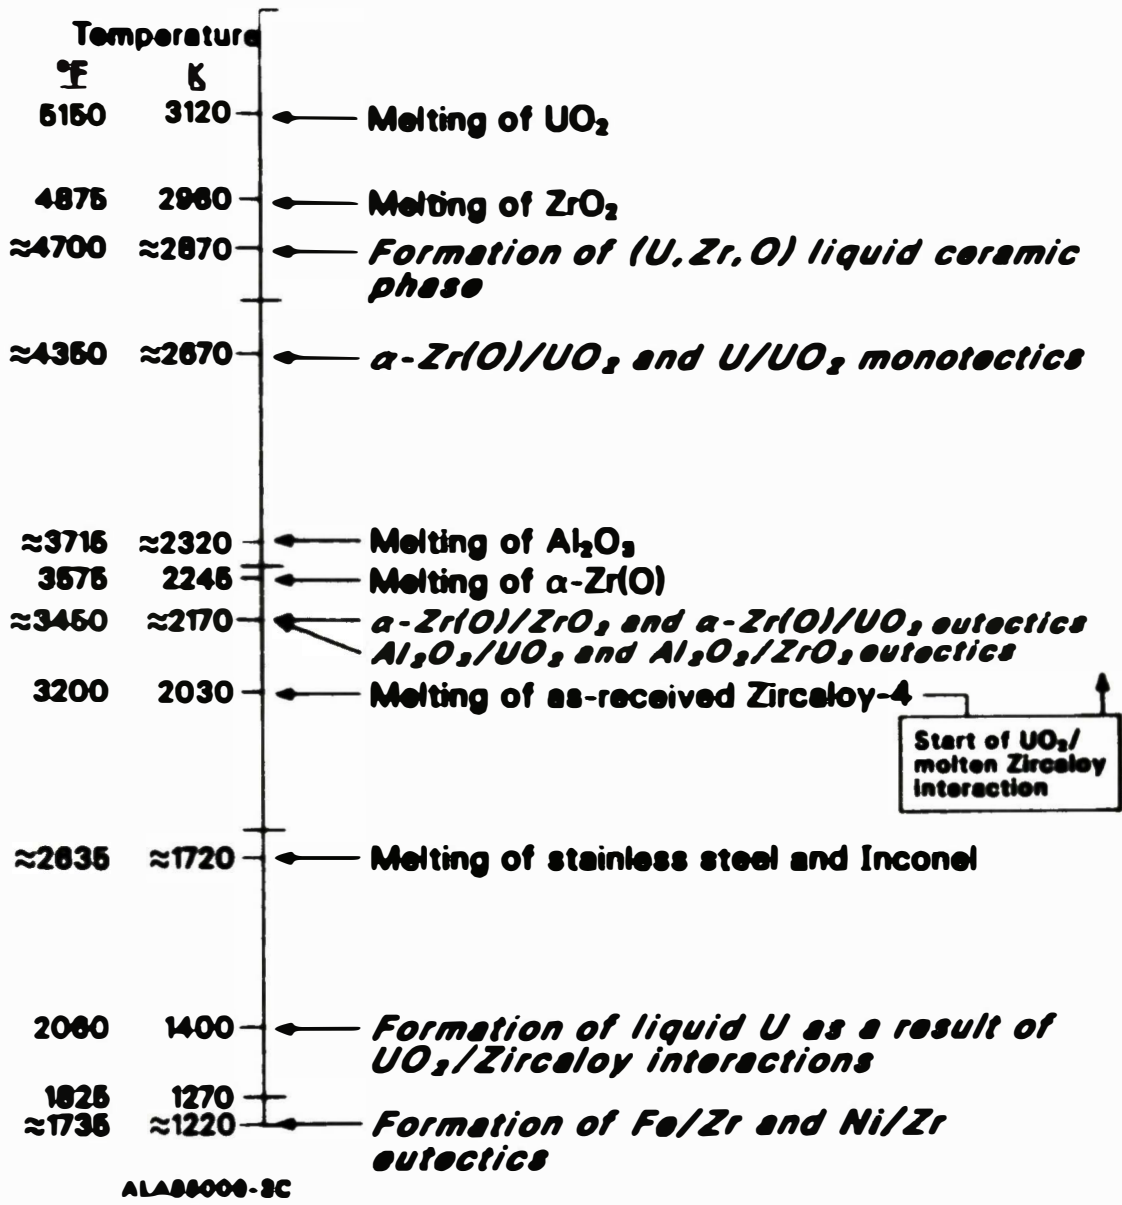 Temperature
°F K
5150 3120 Melting of UO₂
4875 2960 Melting of ZrO₂
≈4700 ≈2870 Formation of (U,Zr,O) liquid ceramic
phase
≈4350 ≈2670 α-Zr(O)/UO₂ and U/UO₂ monotectics
≈3715 ≈2320 Melting of Al₂O₃
3575 2245 Melting of α-Zr(O)
≈3450 ≈2170 α-Zr(O)/ZrO₂ and α-Zr(O)/UO₂ eutectics
Al₂O₃/UO₂ and Al₂O₃/ZrO₂ eutectics
3200 2030 Melting of as-received Zircaloy-4
Start of UO₂/
molten Zircaloy
interaction
≈2635 ≈1720 Melting of stainless steel and Inconel
2060 1400 Formation of liquid U as a result of
UO₂/Zircaloy interactions
1825 1270
≈1735 ≈1220 Formation of Fe/Zr and Ni/Zr
eutectics